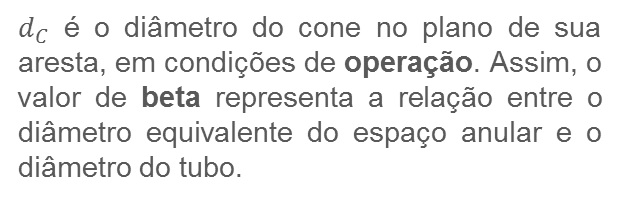 d_C é o diâmetro do cone no plano de sua
aresta, em condições de operação. Assim, o
valor de beta representa a relação entre o
diâmetro equivalente do espaço anular e o
diâmetro do tubo.